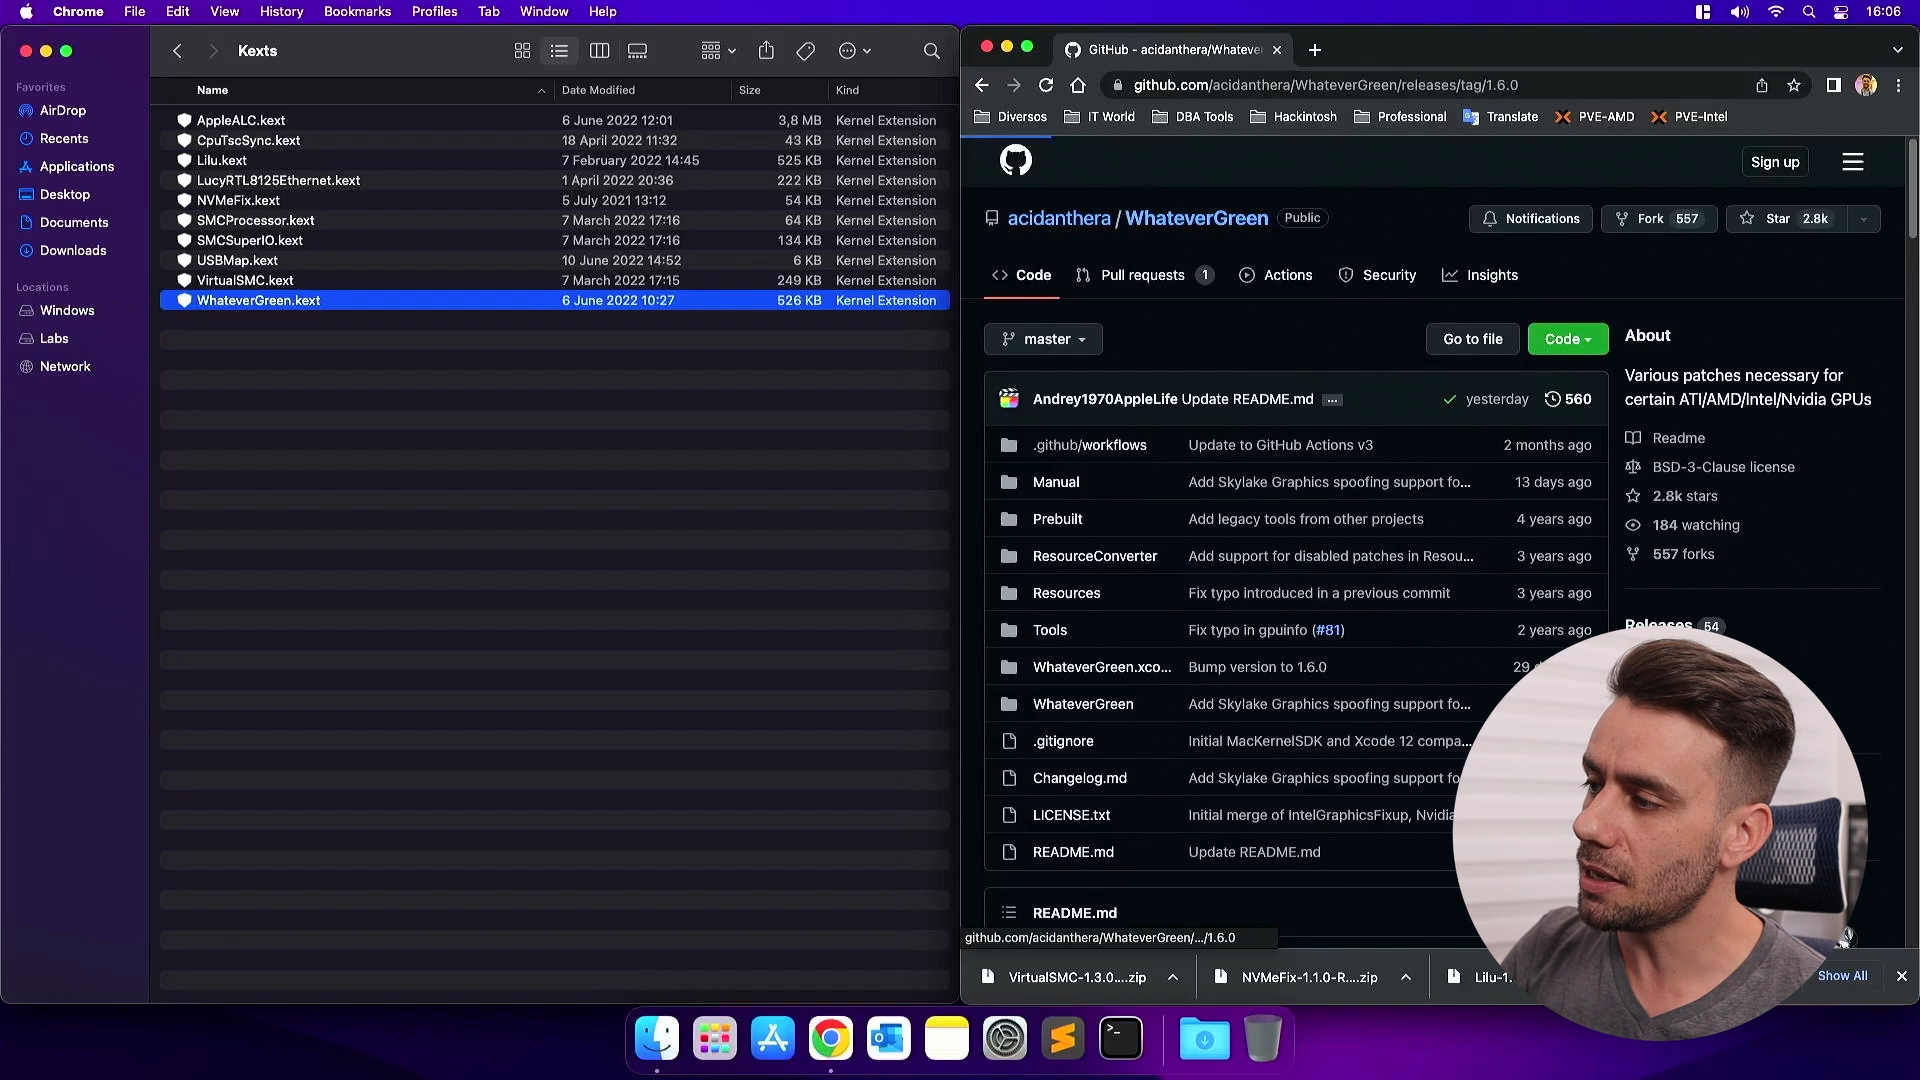 Chrome File Edit View History Bookmarks Profiles Tab Window Help 16:06
Kexts
Favorites
AirDrop
Recents
Applications
Desktop
Documents
Downloads
Locations
Windows
Labs
Network
Name Date Modified Size Kind
AppleALC.kext 6 June 2022 12:01 3,8 MB Kernel Extension
CpuTscSync.kext 18 April 2022 11:32 43 KB Kernel Extension
Lilu.kext 7 February 2022 14:45 525 KB Kernel Extension
LucyRTL8125Ethernet.kext 1 April 2022 20:36 222 KB Kernel Extension
NVMeFix.kext 5 July 2021 13:12 54 KB Kernel Extension
SMCProcessor.kext 7 March 2022 17:16 64 KB Kernel Extension
SMCSuperIO.kext 7 March 2022 17:16 134 KB Kernel Extension
USBMap.kext 10 June 2022 14:52 6 KB Kernel Extension
VirtualSMC.kext 7 March 2022 17:15 249 KB Kernel Extension
WhateverGreen.kext 6 June 2022 10:27 526 KB Kernel Extension
GitHub - acidanthera/Whatever
github.com/acidanthera/WhateverGreen/releases/tag/1.6.0
Diversos IT World DBA Tools Hackintosh Professional Translate PVE-AMD PVE-Intel
Sign up
acidanthera / WhateverGreen Public
Notifications Fork 557 Star 2.8k
Code Pull requests 1 Actions Security Insights
master Go to file Code
Andrey1970AppleLife Update README.md ... yesterday 560
.github/workflows Update to GitHub Actions v3 2 months ago
Manual Add Skylake Graphics spoofing support fo... 13 days ago
Prebuilt Add legacy tools from other projects 4 years ago
ResourceConverter Add support for disabled patches in Resou... 3 years ago
Resources Fix typo introduced in a previous commit 3 years ago
Tools Fix typo in gpuinfo (#81) 2 years ago
WhateverGreen.xco... Bump version to 1.6.0 29
WhateverGreen Add Skylake Graphics spoofing support fo...
.gitignore Initial MacKernelSDK and Xcode 12 compa...
Changelog.md Add Skylake Graphics spoofing support fo
LICENSE.txt Initial merge of IntelGraphicsFixup, Nvidia
README.md Update README.md
README.md
About
Various patches necessary for
certain ATI/AMD/Intel/Nvidia GPUs
Readme
BSD-3-Clause license
2.8k stars
184 watching
557 forks
Releases 54
github.com/acidanthera/WhateverGreen/.../1.6.0
VirtualSMC-1.3.0....zip NVMeFix-1.1.0-R....zip Lilu-1. Show All